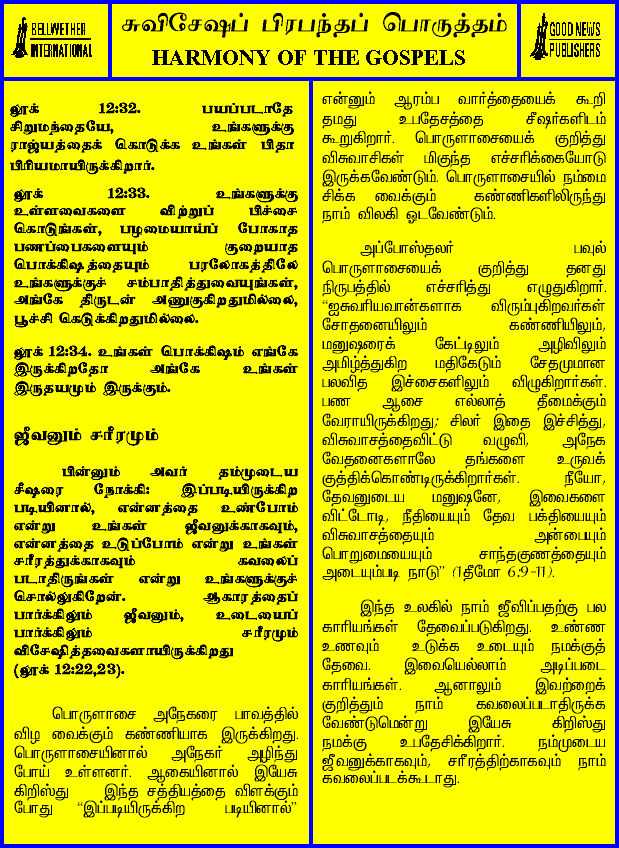 BELLWETHER
INTERNATIONAL
சுவிசேஷப் பிரபந்தப் பொருத்தம்
HARMONY OF THE GOSPELS
GOOD NEWS
PUBLISHERS
லூக் 12:32. பயப்படாதே
சிறுமந்தையே, உங்களுக்கு
ராஜ்யத்தைக் கொடுக்க உங்கள் பிதா
பிரியமாயிருக்கிறார்.
லூக் 12:33. உங்களுக்கு
உள்ளவைகளை விற்றுப் பிச்சை
கொடுங்கள், பழமையாய்ப் போகாத
பணப்பைகளையும் குறையாத
பொக்கிஷத்தையும் பரலோகத்திலே
உங்களுக்குச் சம்பாதித்துவையுங்கள்,
அங்கே திருடன் அணுகுகிறதுமில்லை,
பூச்சி கெடுக்கிறதுமில்லை.
லூக் 12:34. உங்கள் பொக்கிஷம் எங்கே
இருக்கிறதோ அங்கே உங்கள்
இருதயமும் இருக்கும்.
ஜீவனும் சரீரமும்
பின்னும் அவர் தம்முடைய
சீஷரை நோக்கி: இப்படியிருக்கிற
படியினால், என்னத்தை உண்போம்
என்று உங்கள் ஜீவனுக்காகவும்,
என்னத்தை உடுப்போம் என்று உங்கள்
சரீரத்துக்காகவும் கவலைப்
படாதிருங்கள் என்று உங்களுக்குச்
சொல்லுகிறேன். ஆகாரத்தைப்
பார்க்கிலும் ஜீவனும், உடையைப்
பார்க்கிலும் சரீரமும்
விசேஷித்தவைகளாயிருக்கிறது
(லூக் 12:22,23).
பொருளாசை அநேகரை பாவத்தில்
விழ வைக்கும் கண்ணியாக இருக்கிறது.
பொருளாசையினால் அநேகர் அழிந்து
போய் உள்ளனர். ஆகையினால் இயேசு
கிறிஸ்து இந்த சத்தியத்தை விளக்கும்
போது “இப்படியிருக்கிற படியினால்”
என்னும் ஆரம்ப வார்த்தையைக் கூறி
தமது உபதேசத்தை சீஷர்களிடம்
கூறுகிறார். பொருளாசையைக் குறித்து
விசுவாசிகள் மிகுந்த எச்சரிக்கையோடு
இருக்கவேண்டும். பொருளாசையில் நம்மை
சிக்க வைக்கும் கண்ணிகளிலிருந்து
நாம் விலகி ஓடவேண்டும்.
அப்போஸ்தலர் பவுல்
பொருளாசையைக் குறித்து தனது
நிருபத்தில் எச்சரித்து எழுதுகிறார்.
“ஐசுவரியவான்களாக விரும்புகிறவர்கள்
சோதனையிலும் கண்ணியிலும்,
மனுஷரைக் கேட்டிலும் அழிவிலும்
அமிழ்த்துகிற மதிகேடும் சேதமுமான
பலவித இச்சைகளிலும் விழுகிறார்கள்.
பண ஆசை எல்லாத் தீமைக்கும்
வேராயிருக்கிறது; சிலர் இதை இச்சித்து,
விசுவாசத்தைவிட்டு வழுவி, அநேக
வேதனைகளாலே தங்களை உருவக்
குத்திக்கொண்டிருக்கிறார்கள். நீயோ,
தேவனுடைய மனுஷனே, இவைகளை
விட்டோடி, நீதியையும் தேவ பக்தியையும்
விசுவாசத்தையும் அன்பையும்
பொறுமையையும் சாந்தகுணத்தையும்
அடையும்படி நாடு” (1தீமோ 6:9-11).
இந்த உலகில் நாம் ஜீவிப்பதற்கு பல
காரியங்கள் தேவைப்படுகிறது. உண்ண
உணவும் உடுக்க உடையும் நமக்குத்
தேவை. இவையெல்லாம் அடிப்படை
காரியங்கள். ஆனாலும் இவற்றைக்
குறித்தும் நாம் கவலைப்படாதிருக்க
வேண்டுமென்று இயேசு கிறிஸ்து
நமக்கு உபதேசிக்கிறார். நம்முடைய
ஜீவனுக்காகவும், சரீரத்திற்காகவும் நாம்
கவலைப்படக்கூடாது.